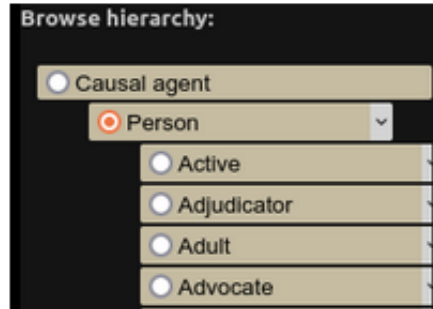 Browse hierarchy:
Causal agent
Person
Active
Adjudicator
Adult
Advocate